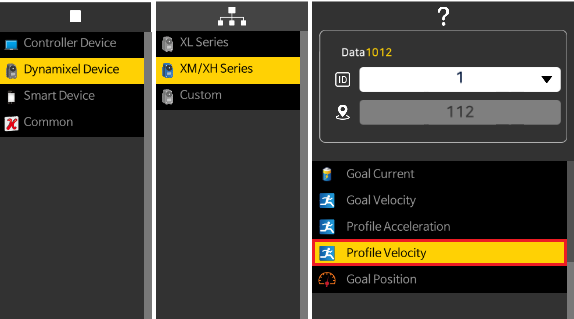 Controller Device
Dynamixel Device
Smart Device
Common
XL Series
XM/XH Series
Custom
?
Data1012
ID
1
112
Goal Current
Goal Velocity
Profile Acceleration
Profile Velocity
Goal Position